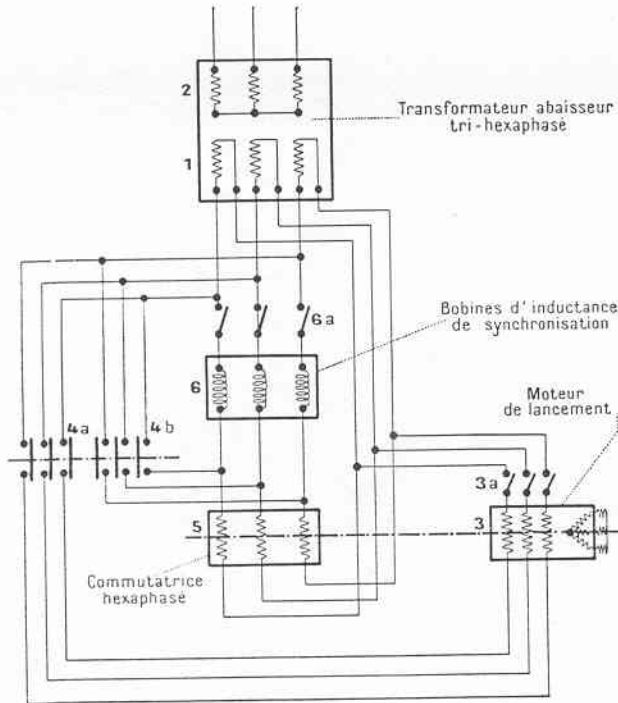 2
Transformateur abaisseur
tri-hexaphasé
1
6a
Bobines d'inductance
de synchronisation
6
Moteur
de lancement
4a
4b
3a
5
3
Commutatrice
hexaphasé